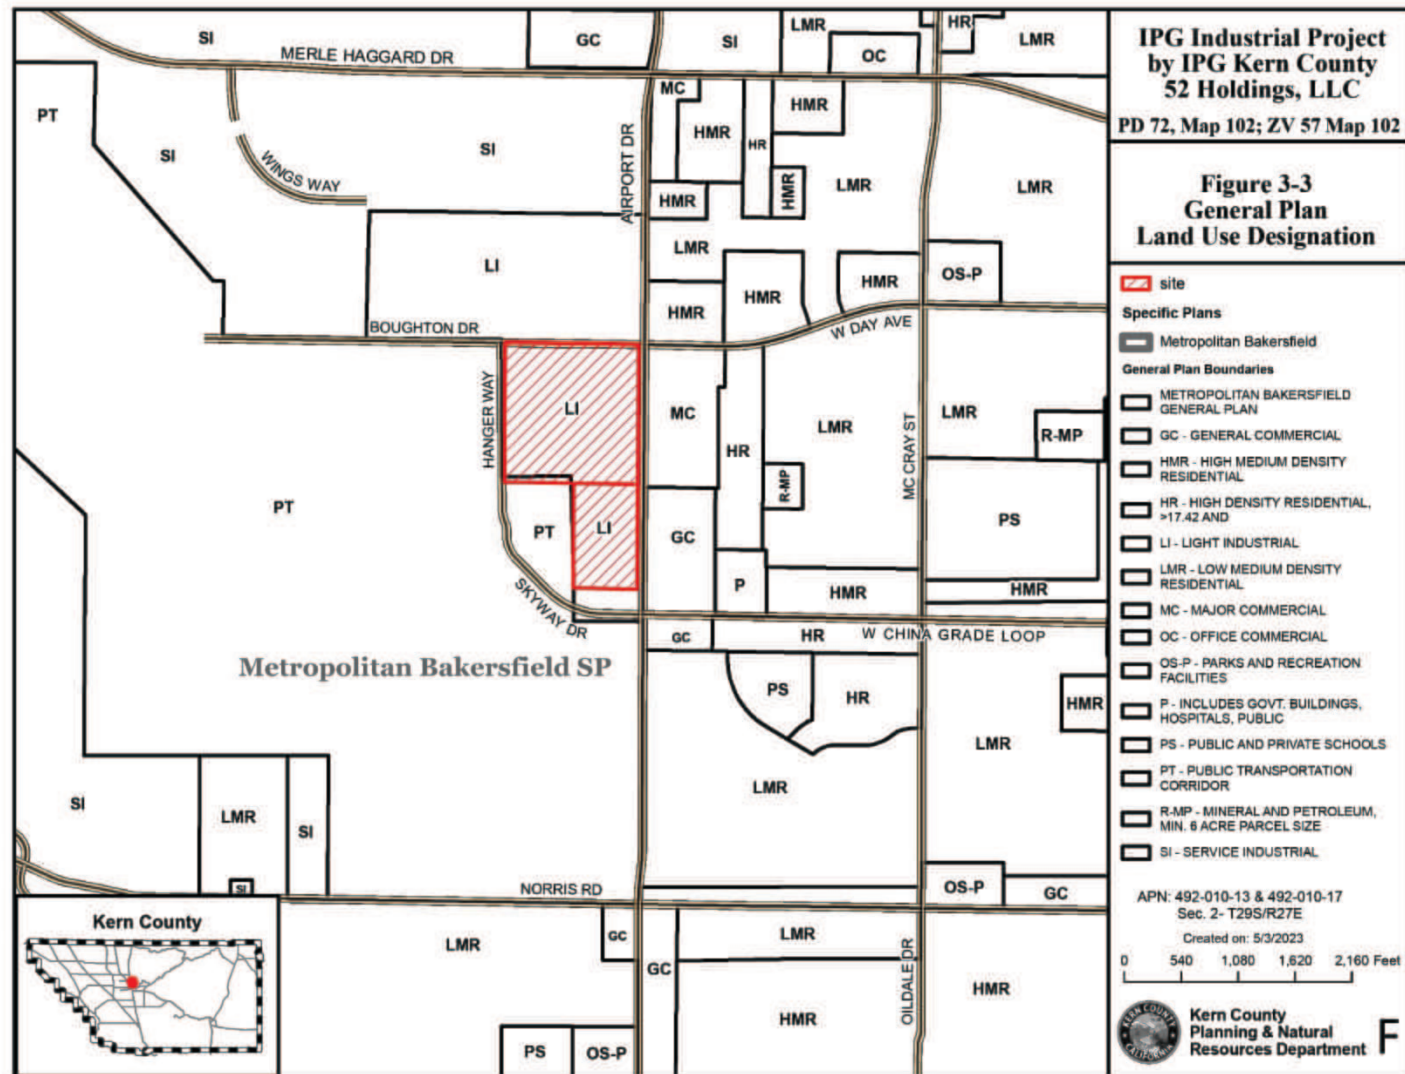 SI
MERLE HAGGARD DR
GC
SI
LMR
HR
LMR
OC
PT
SI
WINGS WAY
SI
AIRPORT DR
MC
HMR
HR
HMR
HMR
HMR
LMR
LMR
LMR
LI
HMR
HMR
HMR
OS-P
BOUGHTON DR
W DAY AVE
HANGER WAY
LI
MC
HR
LMR
R-MP
MC CRAY ST
LMR
R-MP
PT
PT
LI
GC
PS
SKYWAY DR
P
HMR
HMR
GC
HR
W CHINA GRADE LOOP
Metropolitan Bakersfield SP
PS
HR
HMR
LMR
LMR
SI
LMR
SI
SI
NORRIS RD
OS-P
GC
LMR
GC
GC
LMR
OILDALE DR
HMR
HMR
PS
OS-P
Kern County
IPG Industrial Project
by IPG Kern County
52 Holdings, LLC
PD 72, Map 102; ZV 57 Map 102
Figure 3-3
General Plan
Land Use Designation
site
Specific Plans
Metropolitan Bakersfield
General Plan Boundaries
METROPOLITAN BAKERSFIELD
GENERAL PLAN
GC - GENERAL COMMERCIAL
HMR - HIGH MEDIUM DENSITY
RESIDENTIAL
HR - HIGH DENSITY RESIDENTIAL,
>17.42 AND
LI - LIGHT INDUSTRIAL
LMR - LOW MEDIUM DENSITY
RESIDENTIAL
MC - MAJOR COMMERCIAL
OC - OFFICE COMMERCIAL
OS-P - PARKS AND RECREATION
FACILITIES
P - INCLUDES GOVT. BUILDINGS,
HOSPITALS, PUBLIC
PS - PUBLIC AND PRIVATE SCHOOLS
PT - PUBLIC TRANSPORTATION
CORRIDOR
R-MP - MINERAL AND PETROLEUM,
MIN. 6 ACRE PARCEL SIZE
SI - SERVICE INDUSTRIAL
APN: 492-010-13 & 492-010-17
Sec. 2- T29S/R27E
Created on: 5/3/2023
0 540 1,080 1,620 2,160 Feet
KERN COUNTY
CALIFORNIA
Kern County
Planning & Natural
Resources Department
F